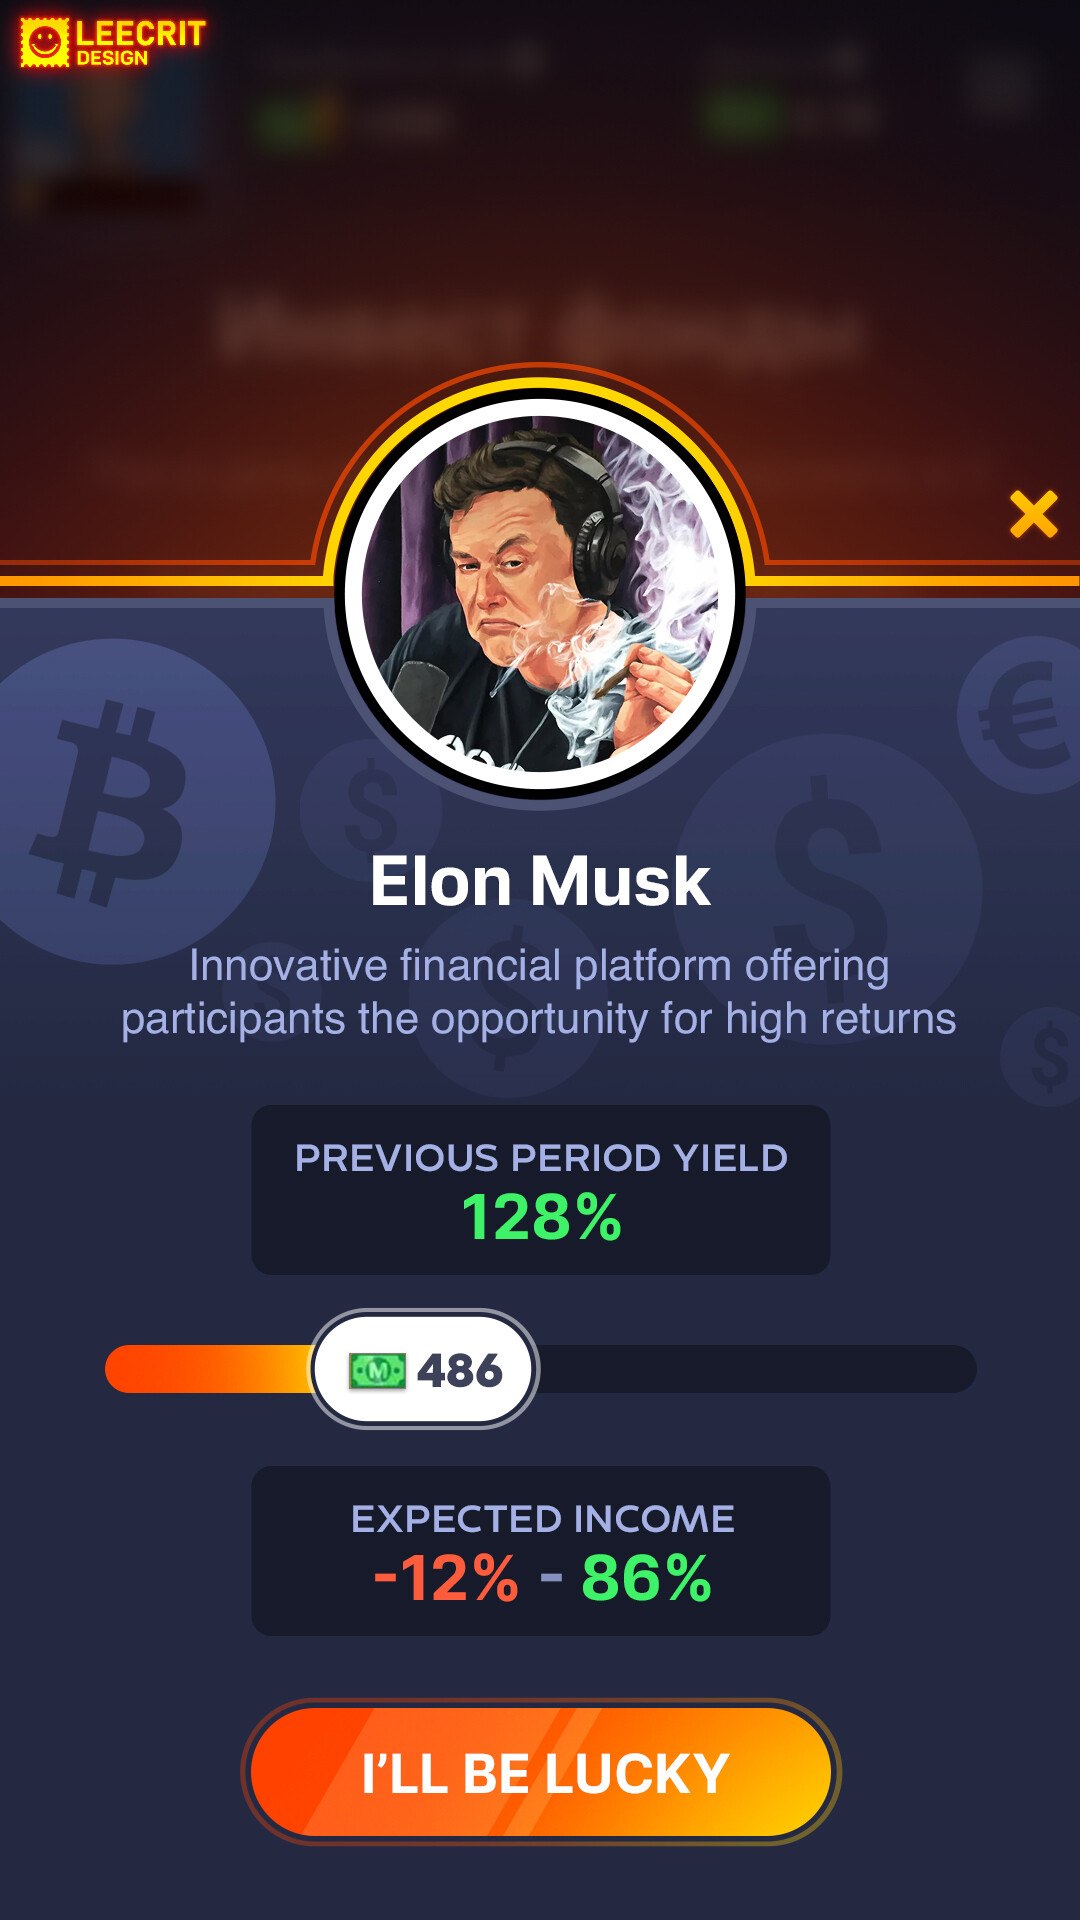 LEECRIT
DESIGN
Elon Musk
Innovative financial platform offering
participants the opportunity for high returns
PREVIOUS PERIOD YIELD
128%
486
EXPECTED INCOME
-12% - 86%
I'LL BE LUCKY